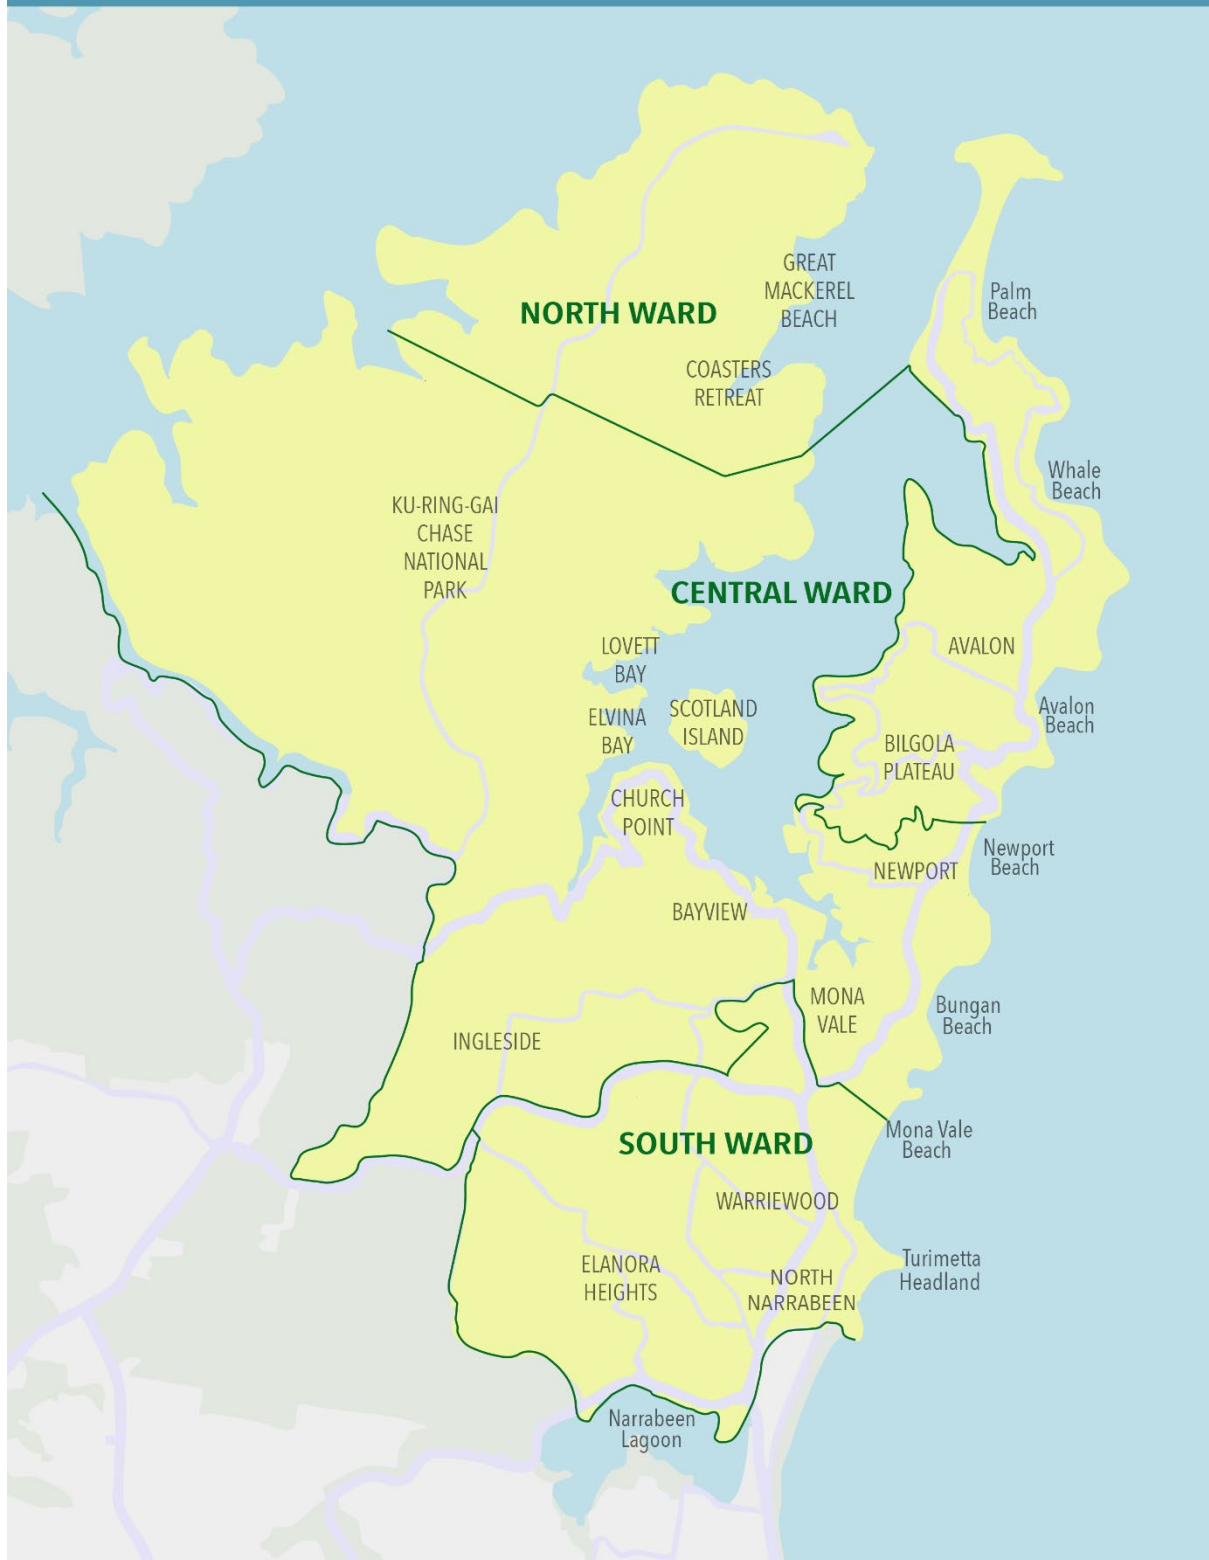 GREAT
MACKEREL
BEACH
Palm
Beach
NORTH WARD
COASTERS
RETREAT
Whale
Beach
KU-RING-GAI
CHASE
NATIONAL
PARK
CENTRAL WARD
LOVETT
BAY
AVALON
ELVINA
BAY
SCOTLAND
ISLAND
Avalon
Beach
BILGOLA
PLATEAU
CHURCH
POINT
Newport
Beach
NEWPORT
BAYVIEW
MONA
VALE
Bungan
Beach
INGLESIDE
Mona Vale
Beach
SOUTH WARD
WARRIEWOOD
ELANORA
HEIGHTS
NORTH
NARRABEEN
Turimetta
Headland
Narrabeen
Lagoon